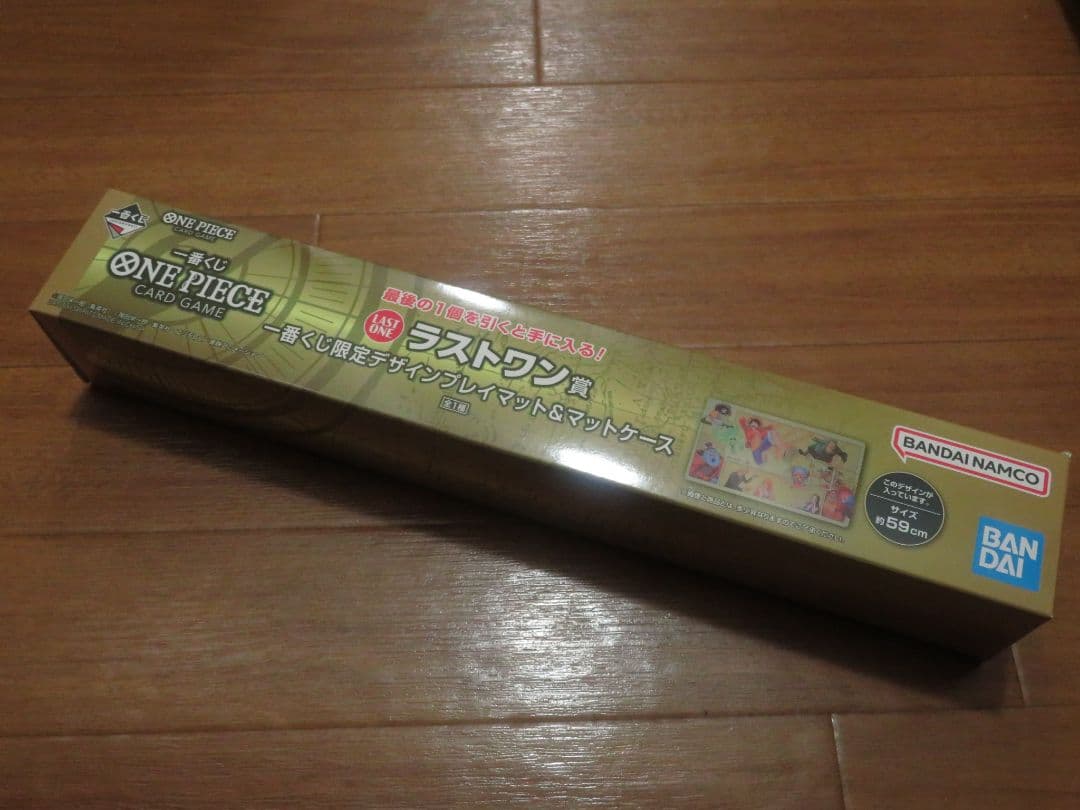 一番くじ
ONE PIECE
CARD GAME
一番くじ
ONE PIECE
CARD GAME
最後の1個を引くと手に入る!
LAST ONE
ラストワン賞
一番くじ限定デザインプレイマット&マットケース
全1種
BANDAI NAMCO
このデザインが
入っています。
サイズ
約59cm
BAN
DAI